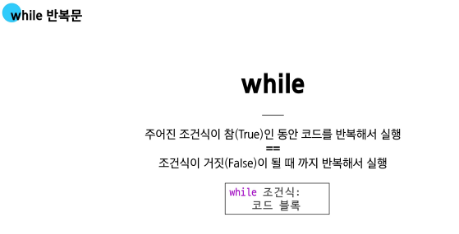 while 반복문
while
주어진 조건식이 참(True)인 동안 코드를 반복해서 실행
==
조건식이 거짓(False)이 될 때 까지 반복해서 실행
while 조건식:
코드 블록